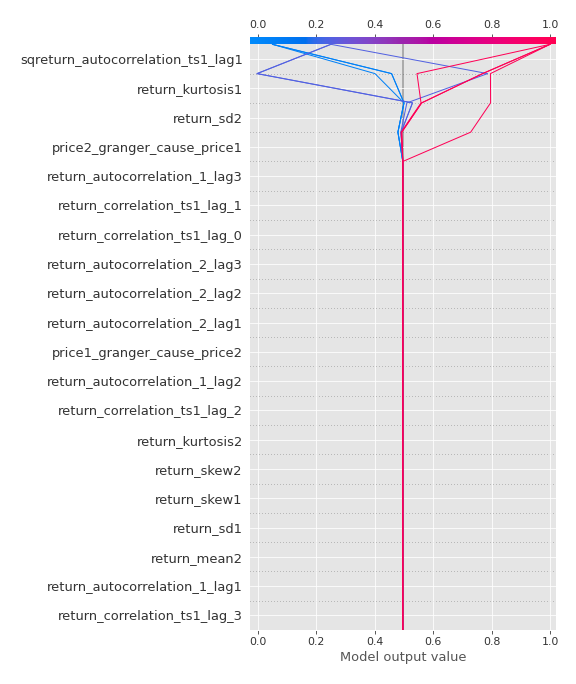 0.0 0.2 0.4 0.6 0.8 1.0
sqreturn_autocorrelation_ts1_lag1
return_kurtosis1
return_sd2
price2_granger_cause_price1
return_autocorrelation_1_lag3
return_correlation_ts1_lag_1
return_correlation_ts1_lag_0
return_autocorrelation_2_lag3
return_autocorrelation_2_lag2
return_autocorrelation_2_lag1
price1_granger_cause_price2
return_autocorrelation_1_lag2
return_correlation_ts1_lag_2
return_kurtosis2
return_skew2
return_skew1
return_sd1
return_mean2
return_autocorrelation_1_lag1
return_correlation_ts1_lag_3
0.0 0.2 0.4 0.6 0.8 1.0
Model output value